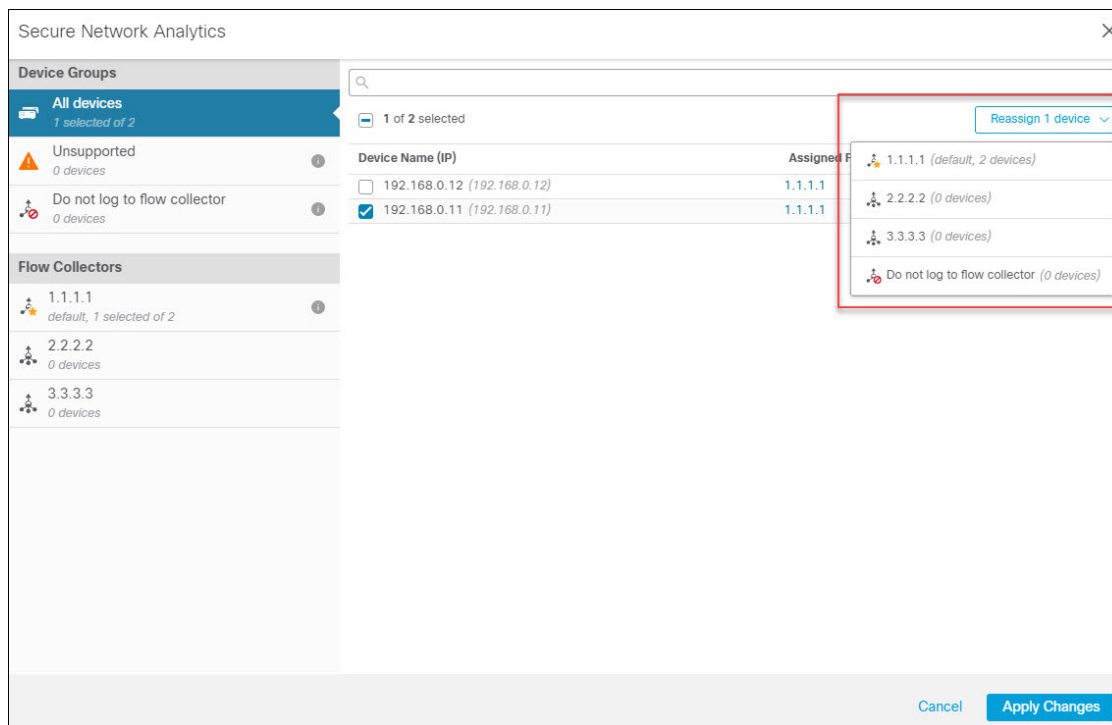 Secure Network Analytics
Device Groups
All devices
1 selected of 2
Unsupported
0 devices
Do not log to flow collector
0 devices
Flow Collectors
1.1.1.1
default, 1 selected of 2
2.2.2.2
0 devices
3.3.3.3
0 devices
1 of 2 selected
Reassign 1 device
Device Name (IP) Assigned F
192.168.0.12 (192.168.0.12) 1.1.1.1
192.168.0.11 (192.168.0.11) 1.1.1.1
1.1.1.1 (default, 2 devices)
2.2.2.2 (0 devices)
3.3.3.3 (0 devices)
Do not log to flow collector (0 devices)
Cancel Apply Changes